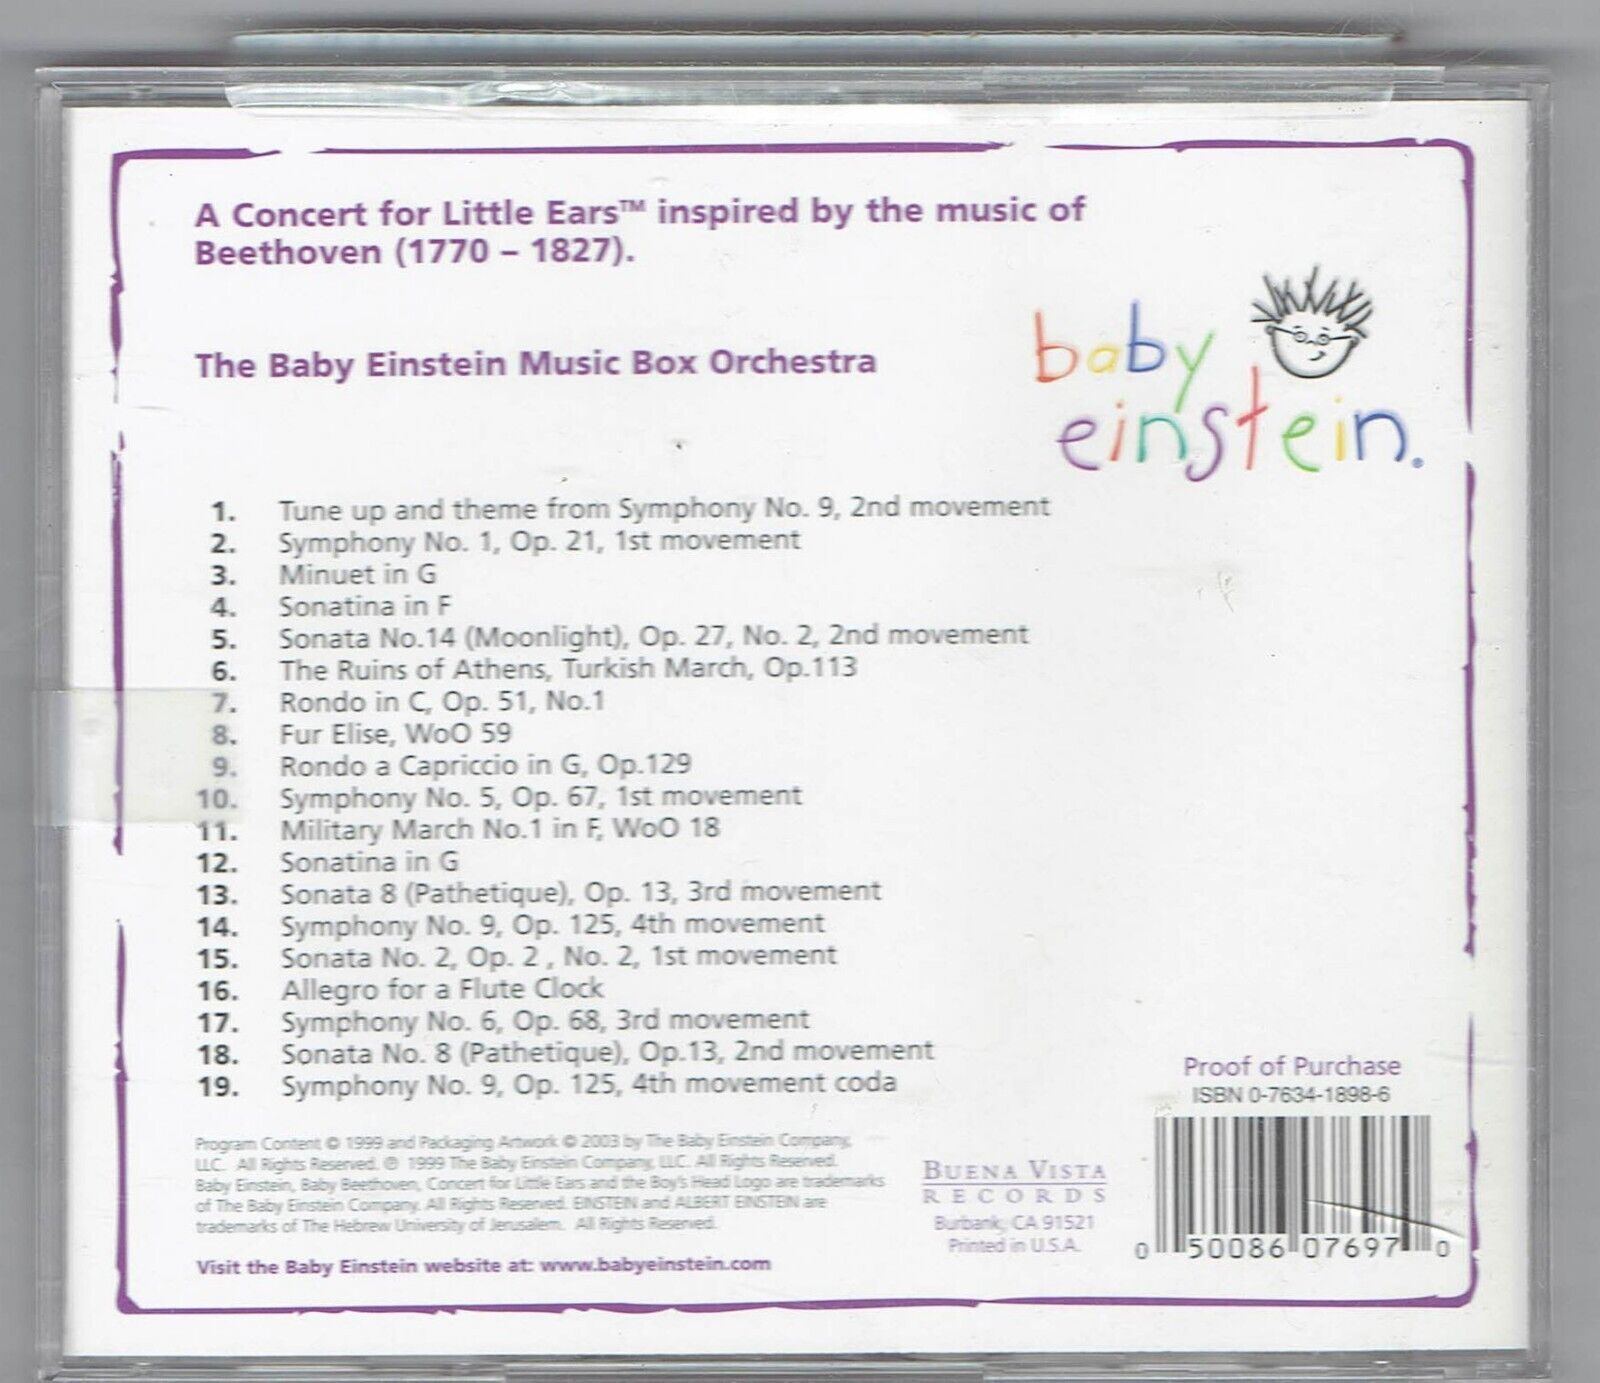 A Concert for Little Ears™ inspired by the music of
Beethoven (1770 – 1827).
The Baby Einstein Music Box Orchestra
baby
einstein®
1. Tune up and theme from Symphony No. 9, 2nd movement
2. Symphony No. 1, Op. 21, 1st movement
3. Minuet in G
4. Sonatina in F
5. Sonata No.14 (Moonlight), Op. 27, No. 2, 2nd movement
6. The Ruins of Athens, Turkish March, Op.113
7. Rondo in C, Op. 51, No.1
8. Fur Elise, WoO 59
9. Rondo a Capriccio in G, Op.129
10. Symphony No. 5, Op. 67, 1st movement
11. Military March No.1 in F, WoO 18
12. Sonatina in G
13. Sonata 8 (Pathetique), Op. 13, 3rd movement
14. Symphony No. 9, Op. 125, 4th movement
15. Sonata No. 2, Op. 2 , No. 2, 1st movement
16. Allegro for a Flute Clock
17. Symphony No. 6, Op. 68, 3rd movement
18. Sonata No. 8 (Pathetique), Op.13, 2nd movement
19. Symphony No. 9, Op. 125, 4th movement coda
Program Content © 1999 and Packaging Artwork © 2003 by The Baby Einstein Company,
LLC. All Rights Reserved. ℗ 1999 The Baby Einstein Company, LLC. All Rights Reserved.
Baby Einstein, Baby Beethoven, Concert for Little Ears and the Boy's Head Logo are trademarks
of The Baby Einstein Company. All Rights Reserved. EINSTEIN and ALBERT EINSTEIN are
trademarks of The Hebrew University of Jerusalem. All Rights Reserved.
Visit the Baby Einstein website at: www.babyeinstein.com
BUENA VISTA
RECORDS
Burbank, CA 91521
Printed in U.S.A.
Proof of Purchase
ISBN 0-7634-1898-6
0 50086 07697 0